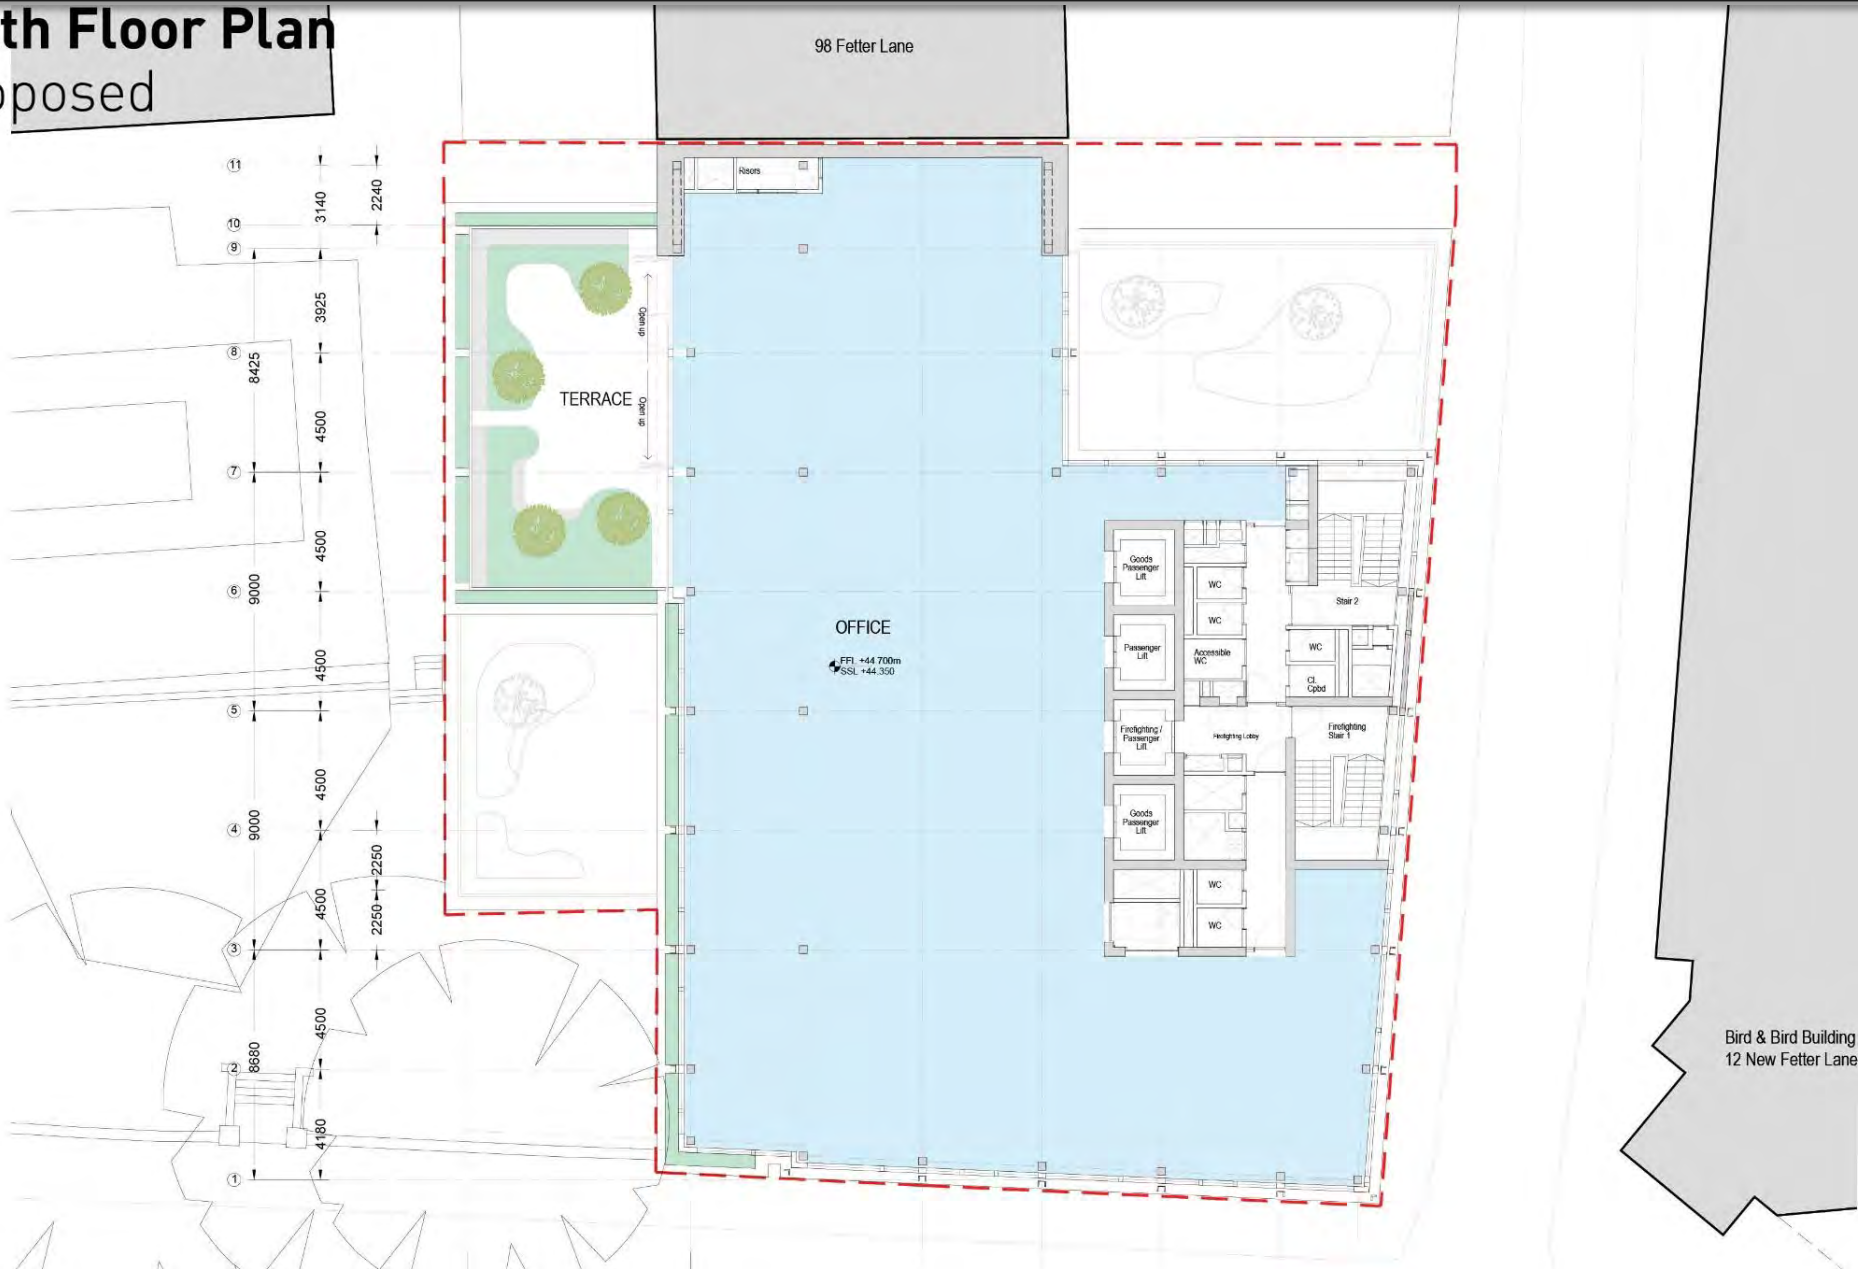 th Floor Plan
oposed
98 Fetter Lane
11
10
9
8
7
6
5
4
3
2
1
3140
2240
3925
8425
4500
4500
9000
4500
4500
9000
2250
4500
2250
4500
8680
4180
Risors
Open up
TERRACE
Open up
OFFICE
FFL +44 700m
SSL +44.350
Goods
Passenger
Lift
Passenger
Lift
Firefighting /
Passenger
Lift
Goods
Passenger
Lift
WC
WC
Accessible
WC
Stair 2
WC
Cl.
Cpbd
Firefighting Lobby
Firefighting
Stair 1
WC
WC
Bird & Bird Building
12 New Fetter Lane